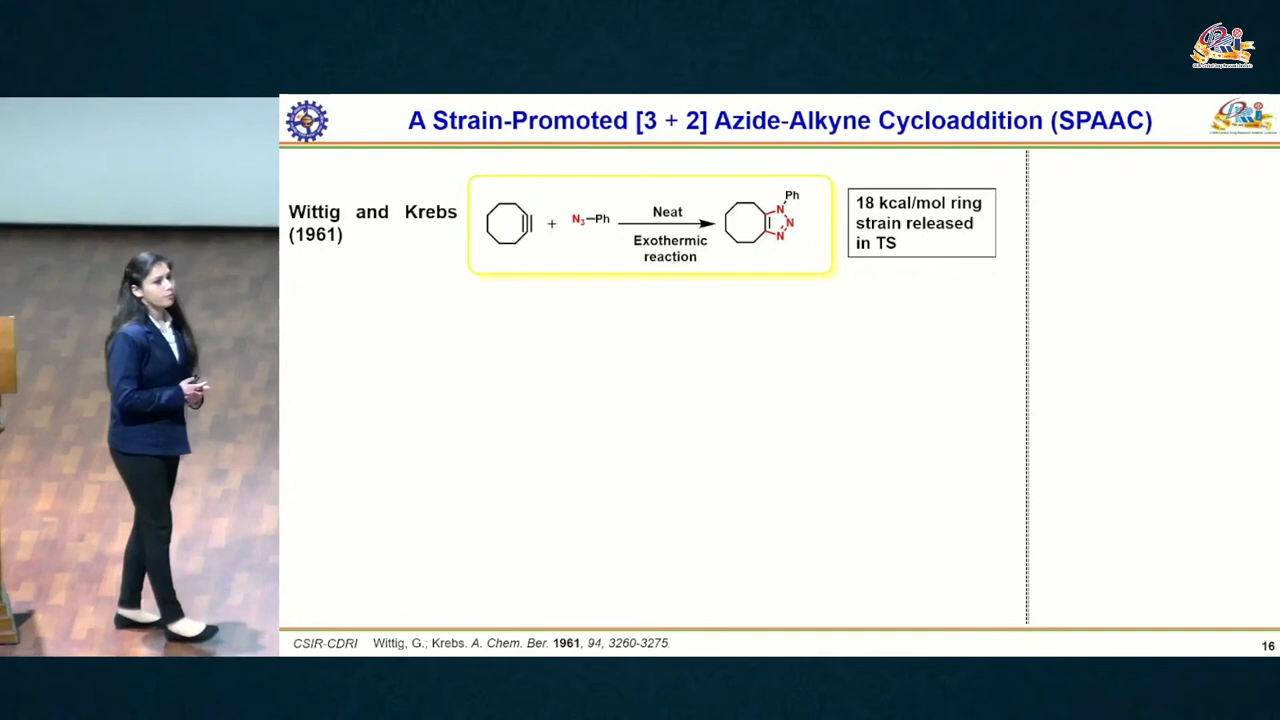 A Strain-Promoted [3 + 2] Azide-Alkyne Cycloaddition (SPAAC)
Wittig and Krebs
(1961)
+
N3–Ph
Neat
Exothermic
reaction
Ph
N
N
N
18 kcal/mol ring
strain released
in TS
CSIR-CDRI Wittig, G.; Krebs. A. Chem. Ber. 1961, 94, 3260-3275.
16